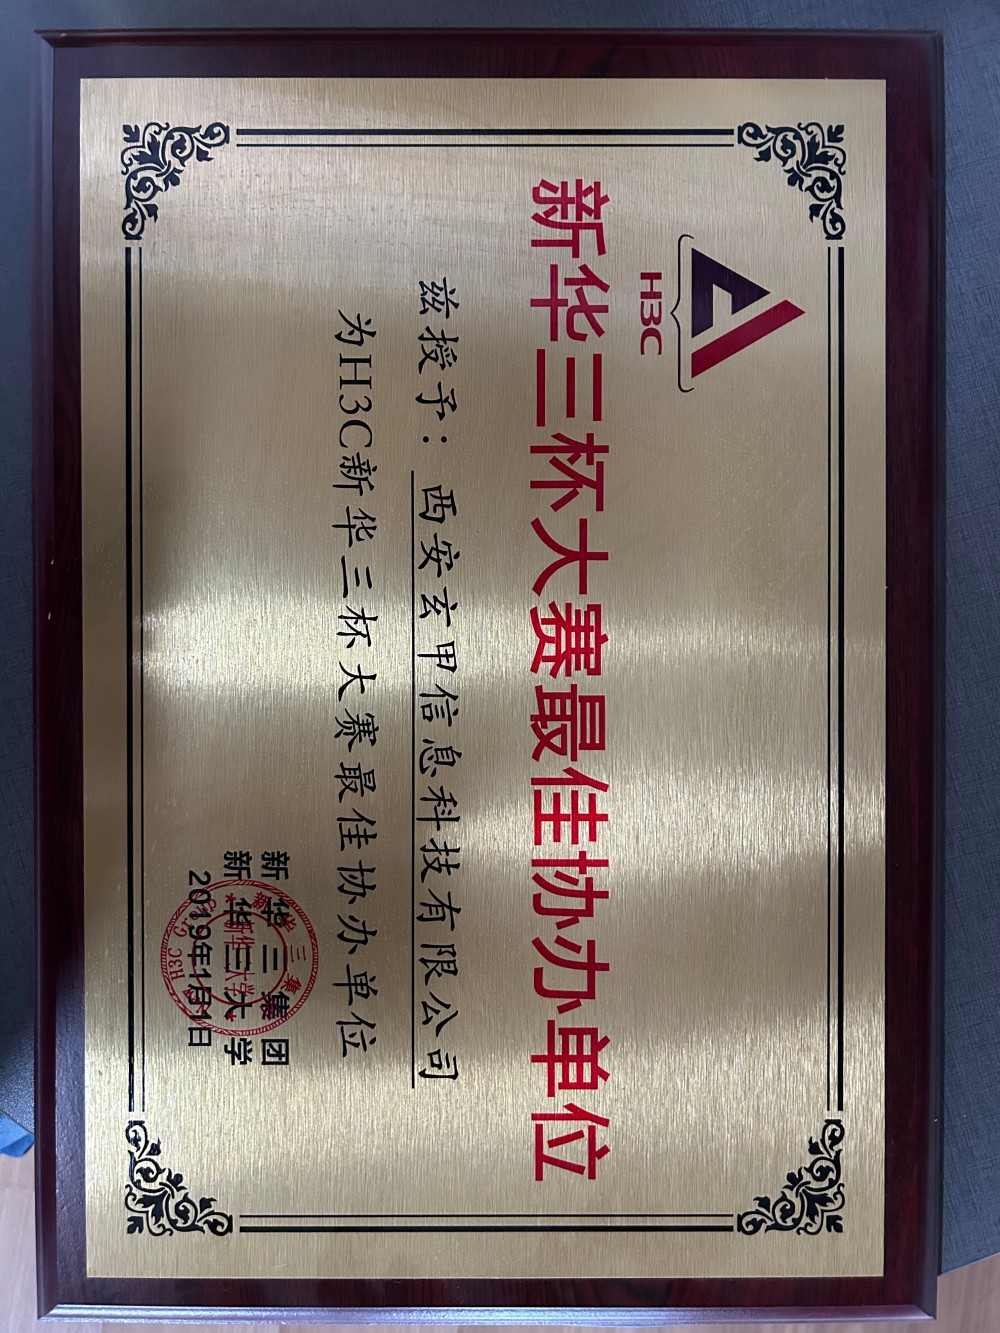 H3C
新华三杯大赛最佳协办单位
兹授予：西安玄甲信息科技有限公司
为H3C新华三杯大赛最佳协办单位
新华三集团
新华三大学
2019年1月1日